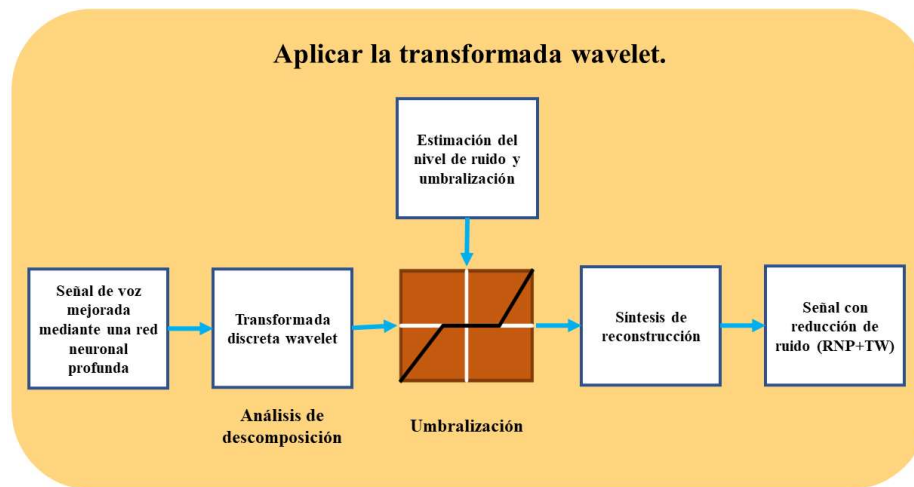 Aplicar la transformada wavelet.
Estimación del
nivel de ruido y
umbralización
Señal de voz
mejorada
mediante una red
neuronal
profunda
Transformada
discreta wavelet
Síntesis de
reconstrucción
Señal con
reducción de
ruido (RNP+TW)
Análisis de
descomposición
Umbralización